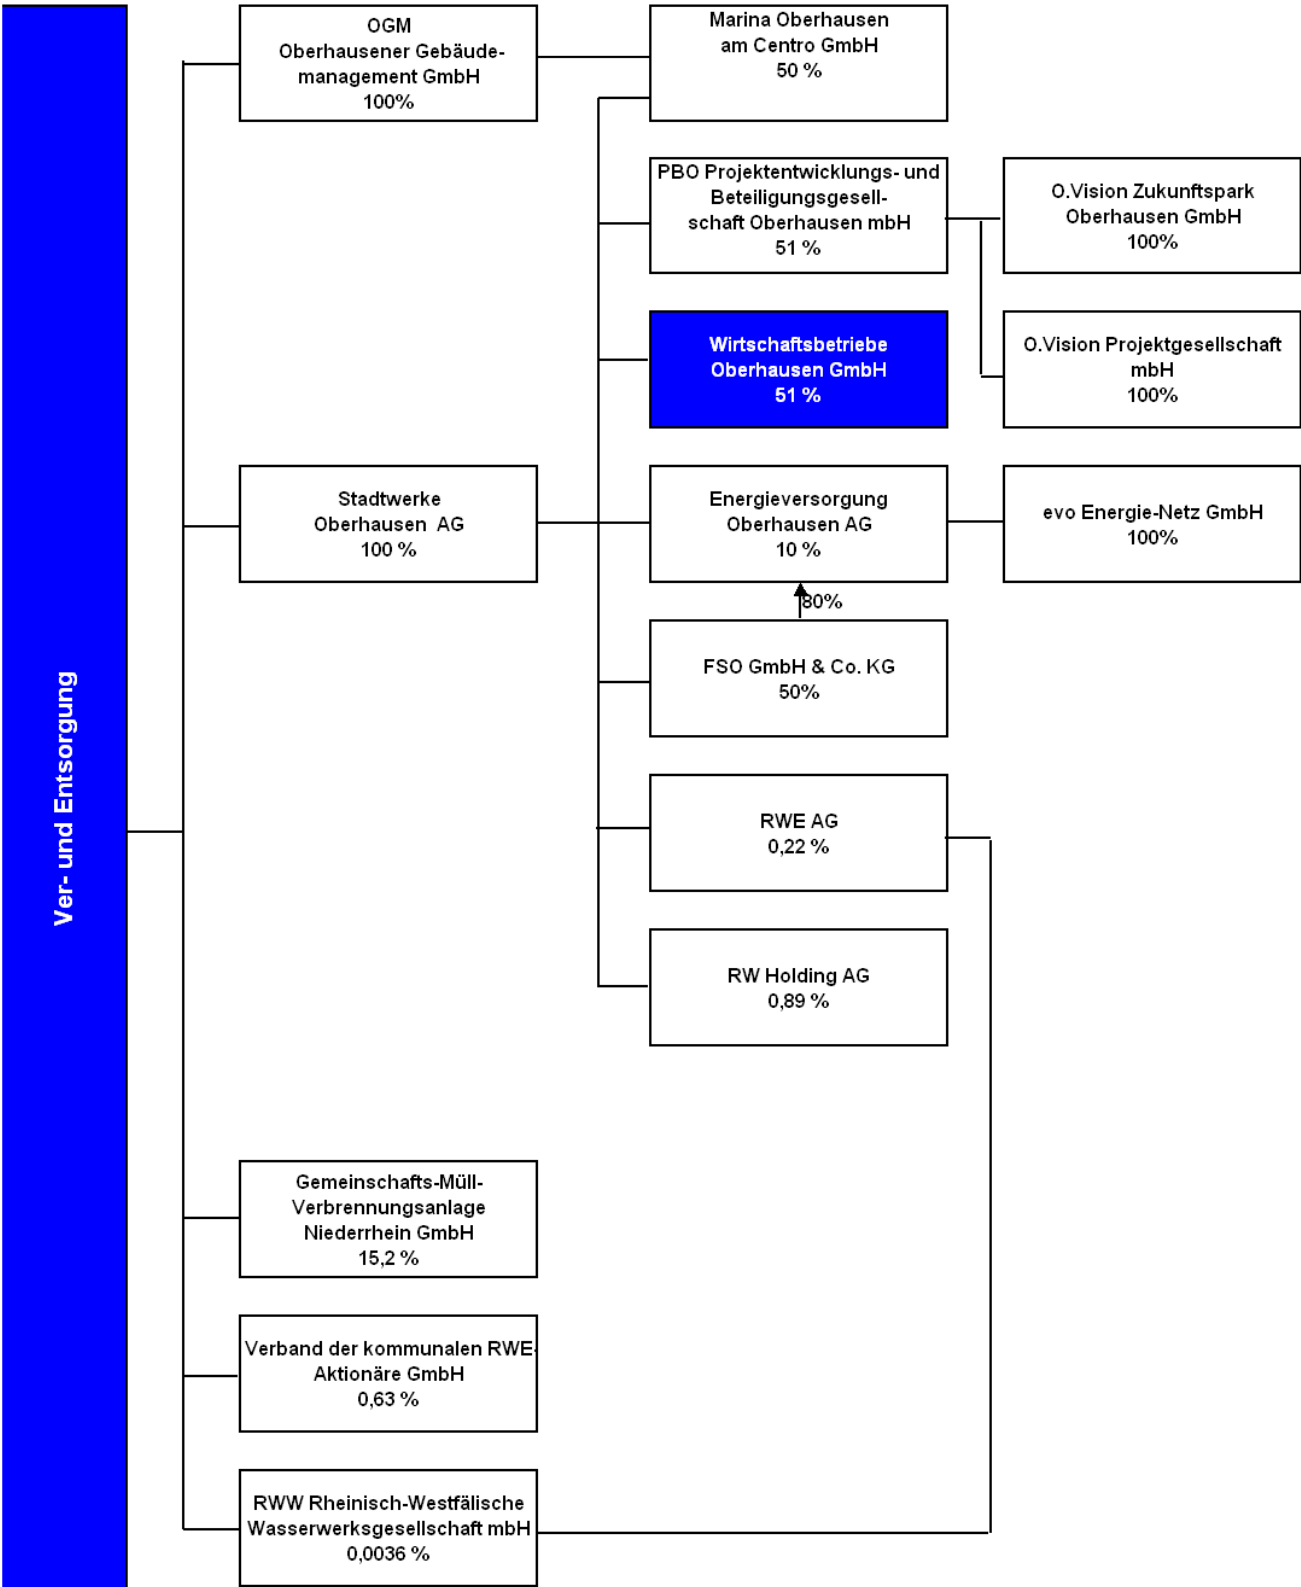 Ver- und Entsorgung
OGM
Oberhausener Gebäude-
management GmbH
100%
Marina Oberhausen
am Centro GmbH
50 %
PBO Projektentwicklungs- und
Beteiligungsgesell-
schaft Oberhausen mbH
51 %
O.Vision Zukunftspark
Oberhausen GmbH
100%
Wirtschaftsbetriebe
Oberhausen GmbH
51 %
O.Vision Projektgesellschaft
mbH
100%
Stadtwerke
Oberhausen AG
100 %
Energieversorgung
Oberhausen AG
10 %
evo Energie-Netz GmbH
100%
80%
FSO GmbH & Co. KG
50%
RWE AG
0,22 %
RW Holding AG
0,89 %
Gemeinschafts-Müll-
Verbrennungsanlage
Niederrhein GmbH
15,2 %
Verband der kommunalen RWE-
Aktionäre GmbH
0,63 %
RWW Rheinisch-Westfälische
Wasserwerksgesellschaft mbH
0,0036 %